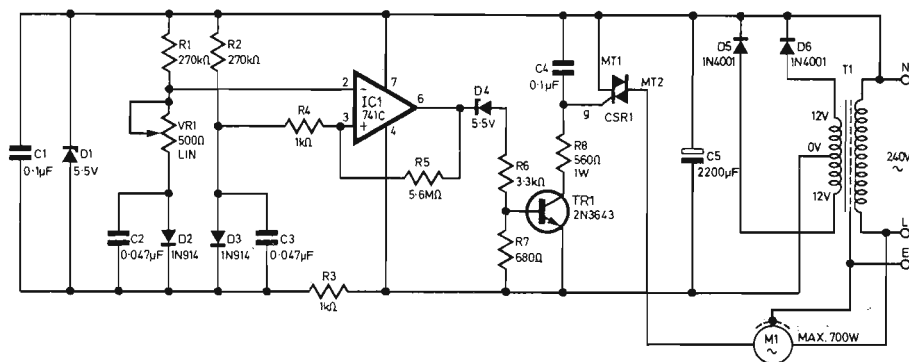 R1
270kΩ
R2
270kΩ
VR1
500Ω
LIN
C1
0·1µF
D1
5·5V
C2
0·047µF
D2
1N914
D3
1N914
C3
0·047µF
R3
1kΩ
R4
1kΩ
2
3
7
4
6
IC1
741C
R5
5·6MΩ
D4
5·5V
R6
3·3kΩ
R7
680Ω
TR1
2N3643
C4
0·1µF
R8
560Ω
1W
MT1
MT2
g
CSR1
C5
2200µF
D5
1N4001
D6
1N4001
T1
12V
0V
12V
N
240V
L
E
M1
MAX. 700W